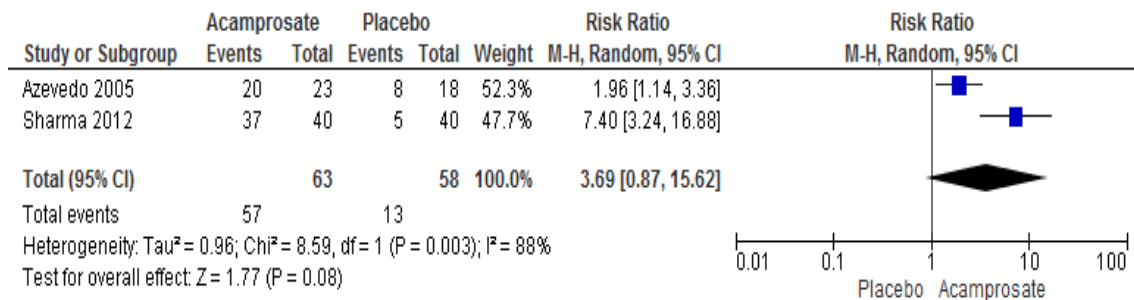 Acamprosate Placebo Risk Ratio Risk Ratio
Study or Subgroup Events Total Events Total Weight M-H, Random, 95% CI M-H, Random, 95% CI
Azevedo 2005 20 23 8 18 52.3% 1.96 [1.14, 3.36]
Sharma 2012 37 40 5 40 47.7% 7.40 [3.24, 16.88]
Total (95% CI) 63 58 100.0% 3.69 [0.87, 15.62]
Total events 57 13
Heterogeneity: Tau² = 0.96; Chi² = 8.59, df = 1 (P = 0.003); I² = 88%
Test for overall effect: Z = 1.77 (P = 0.08)
0.01 0.1 1 10 100
Placebo Acamprosate